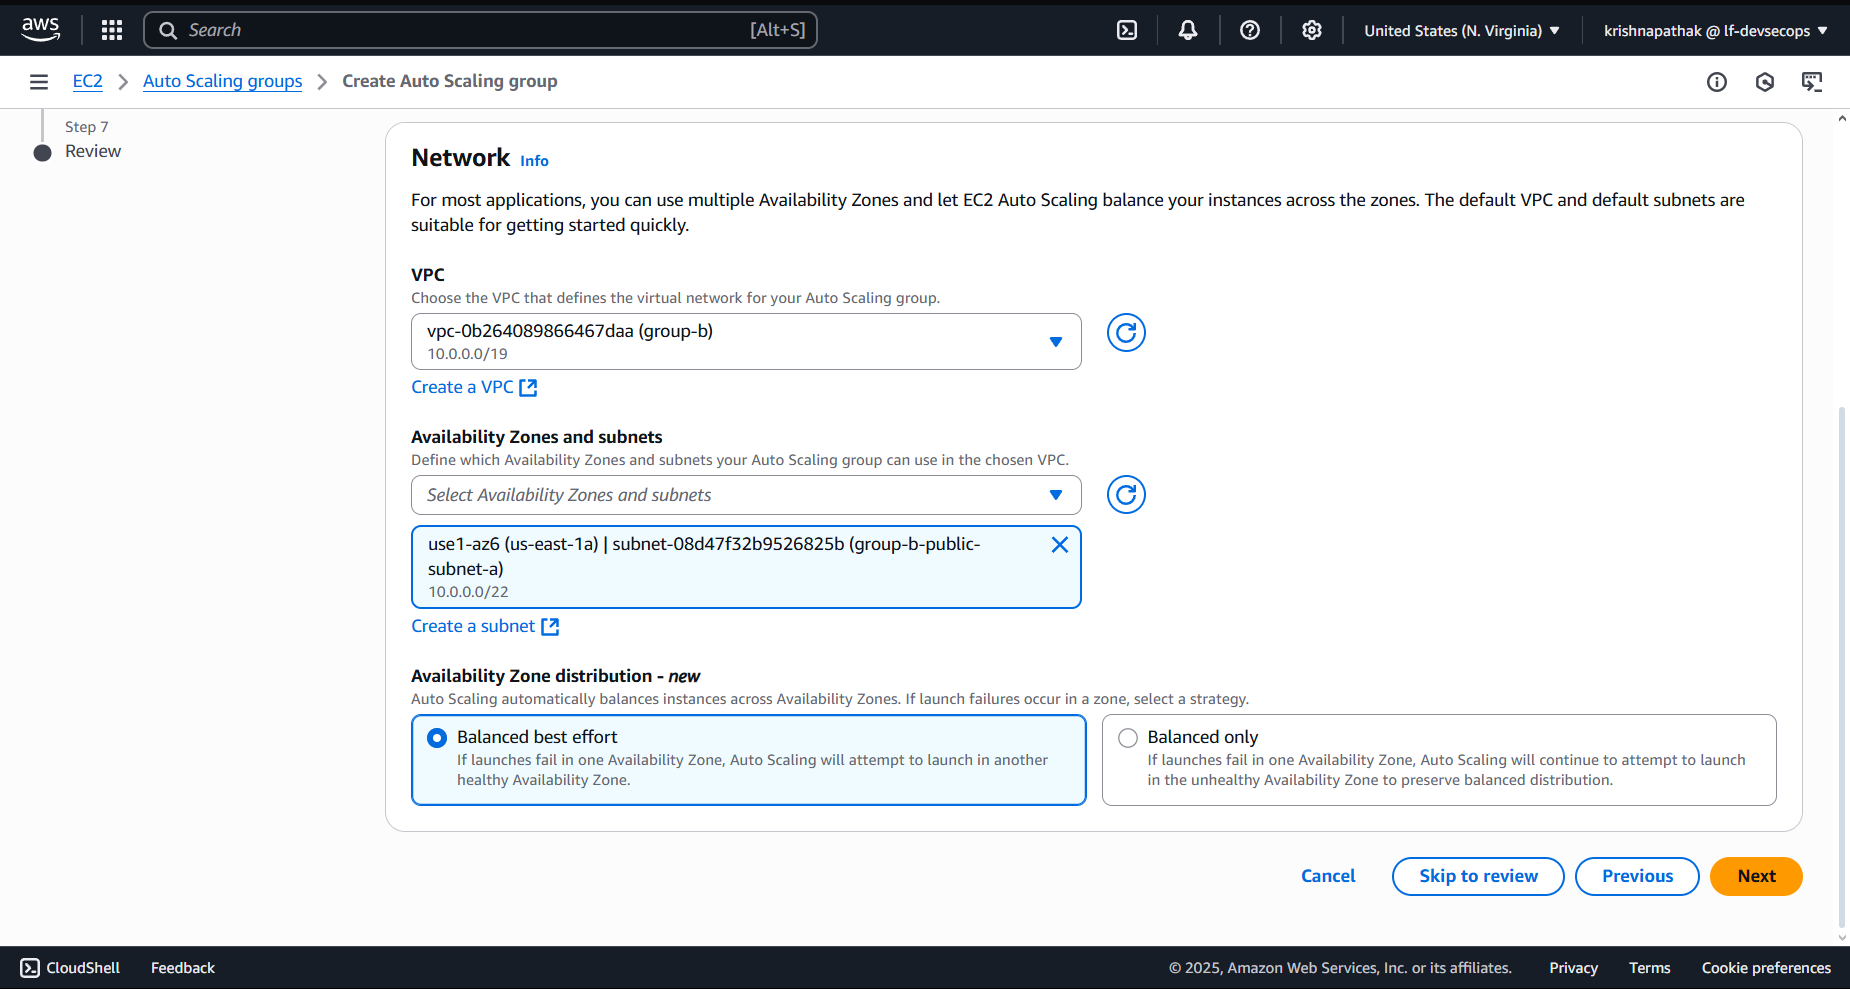 aws
Search
[Alt+S]
United States (N. Virginia)
krishnapathak @ lf-devsecops
EC2
Auto Scaling groups
Create Auto Scaling group
Step 7
Review
Network Info
For most applications, you can use multiple Availability Zones and let EC2 Auto Scaling balance your instances across the zones. The default VPC and default subnets are
suitable for getting started quickly.
VPC
Choose the VPC that defines the virtual network for your Auto Scaling group.
vpc-0b264089866467daa (group-b)
10.0.0.0/19
Create a VPC
Availability Zones and subnets
Define which Availability Zones and subnets your Auto Scaling group can use in the chosen VPC.
Select Availability Zones and subnets
use1-az6 (us-east-1a) | subnet-08d47f32b9526825b (group-b-public-
subnet-a)
10.0.0.0/22
Create a subnet
Availability Zone distribution - new
Auto Scaling automatically balances instances across Availability Zones. If launch failures occur in a zone, select a strategy.
Balanced best effort
If launches fail in one Availability Zone, Auto Scaling will attempt to launch in another
healthy Availability Zone.
Balanced only
If launches fail in one Availability Zone, Auto Scaling will continue to attempt to launch
in the unhealthy Availability Zone to preserve balanced distribution.
Cancel
Skip to review
Previous
Next
CloudShell
Feedback
© 2025, Amazon Web Services, Inc. or its affiliates.
Privacy
Terms
Cookie preferences